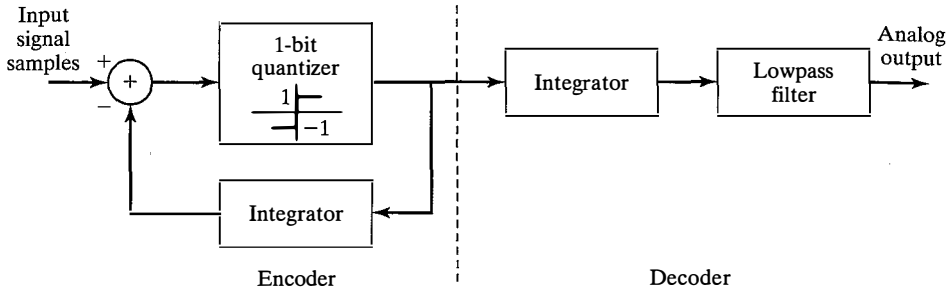 Input
signal
samples
+
−
+
1-bit
quantizer
1
−1
Integrator
Encoder
Integrator
Lowpass
filter
Analog
output
Decoder